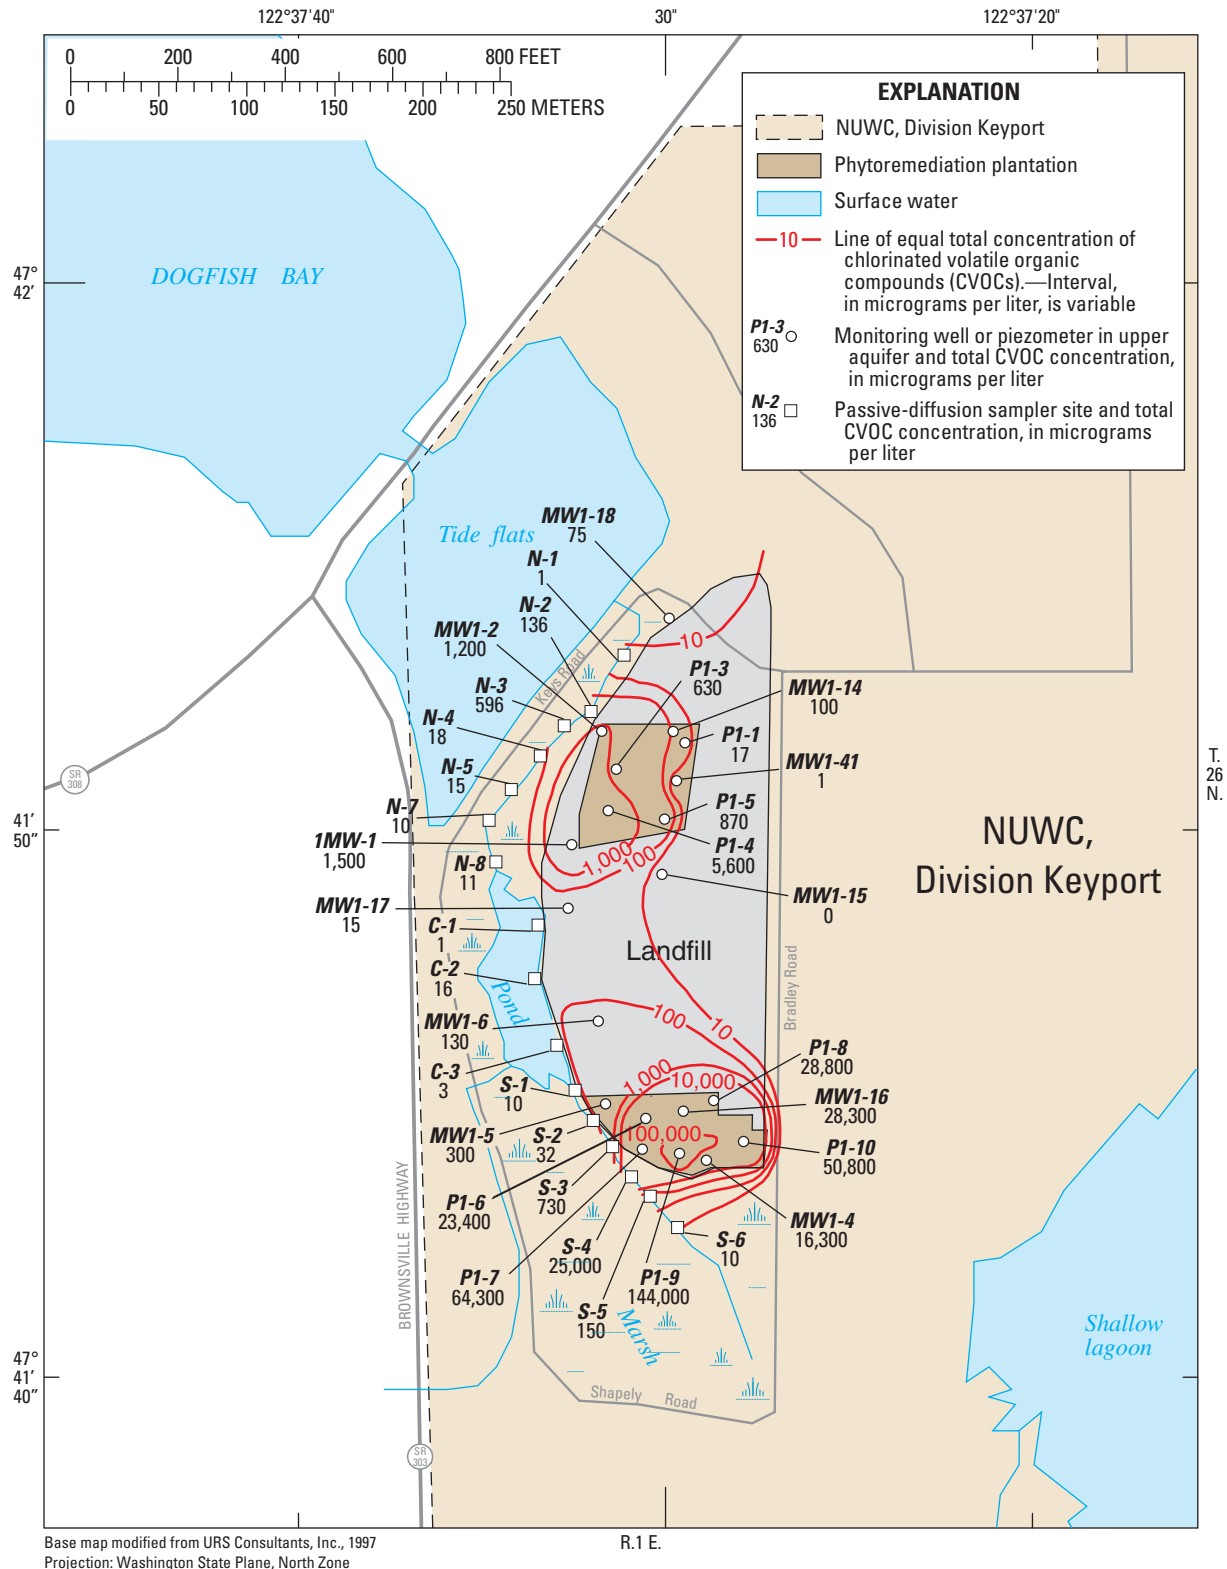 122°37'40"
30"
122°37'20"
0 200 400 600 800 FEET
0 50 100 150 200 250 METERS
EXPLANATION
NUWC, Division Keyport
Phytoremediation plantation
Surface water
10
Line of equal total concentration of
chlorinated volatile organic
compounds (CVOCs).—Interval,
in micrograms per liter, is variable
P1-3
630
Monitoring well or piezometer in upper
aquifer and total CVOC concentration,
in micrograms per liter
N-2
136
Passive-diffusion sampler site and total
CVOC concentration, in micrograms
per liter
47°
42'
DOGFISH BAY
Tide flats
MW1-18
75
N-1
1
N-2
136
MW1-2
1,200
N-3
596
N-4
18
N-5
15
N-7
10
1MW-1
1,500
N-8
11
MW1-17
15
C-1
1
C-2
16
MW1-6
130
C-3
3
S-1
10
MW1-5
300
S-2
32
P1-6
23,400
S-3
730
S-4
25,000
P1-7
64,300
S-5
150
P1-9
144,000
S-6
10
MW1-4
16,300
P1-10
50,800
MW1-16
28,300
P1-8
28,800
MW1-15
0
P1-4
5,600
P1-5
870
MW1-41
1
P1-1
17
MW1-14
100
P1-3
630
10
1,000
100
100
10
1,000
10,000
100,000
Keys Road
Landfill
Pond
Marsh
Bradley Road
Shapely Road
BROWNSVILLE HIGHWAY
SR
308
SR
303
NUWC,
Division Keyport
Shallow
lagoon
T.
26
N.
41'
50"
47°
41'
40"
R.1 E.
Base map modified from URS Consultants, Inc., 1997
Projection: Washington State Plane, North Zone